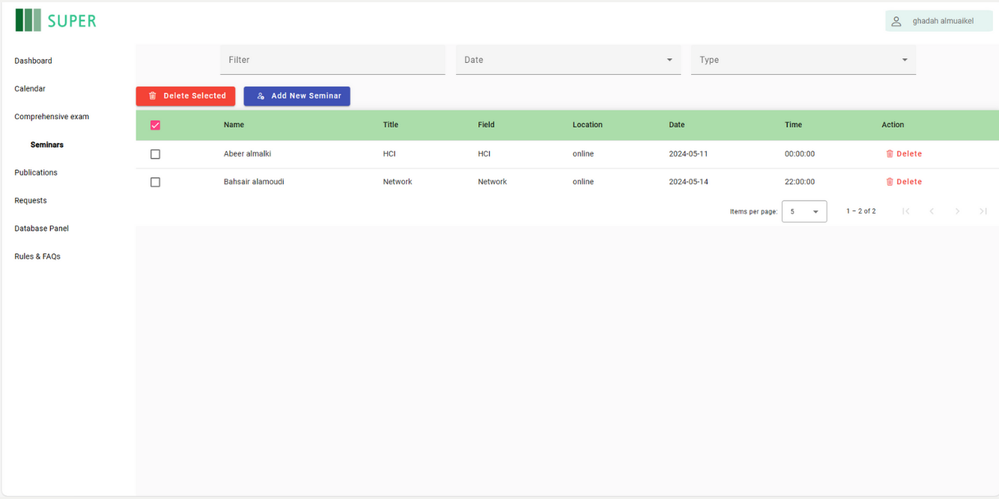 SUPER
ghadah almuaikel
Dashboard
Calendar
Comprehensive exam
Seminars
Publications
Requests
Database Panel
Rules & FAQs
Filter Date Type
Delete Selected Add New Seminar
Name Title Field Location Date Time Action
Abeer almalki HCI HCI online 2024-05-11 00:00:00 Delete
Bahsair alamoudi Network Network online 2024-05-14 22:00:00 Delete
Items per page: 5 1 – 2 of 2